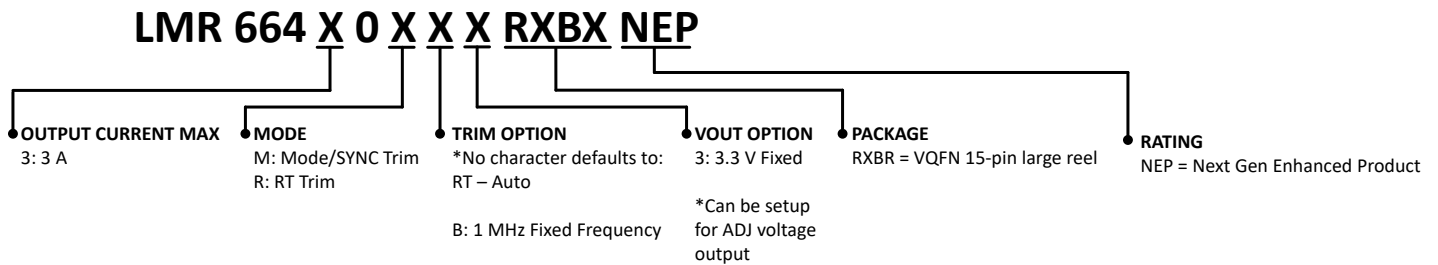 LMR 664 X 0 X X X RXBX NEP
OUTPUT CURRENT MAX
3: 3 A
MODE
M: Mode/SYNC Trim
R: RT Trim
TRIM OPTION
*No character defaults to:
RT – Auto
B: 1 MHz Fixed Frequency
VOUT OPTION
3: 3.3 V Fixed
*Can be setup
for ADJ voltage
output
PACKAGE
RXBR = VQFN 15-pin large reel
RATING
NEP = Next Gen Enhanced Product